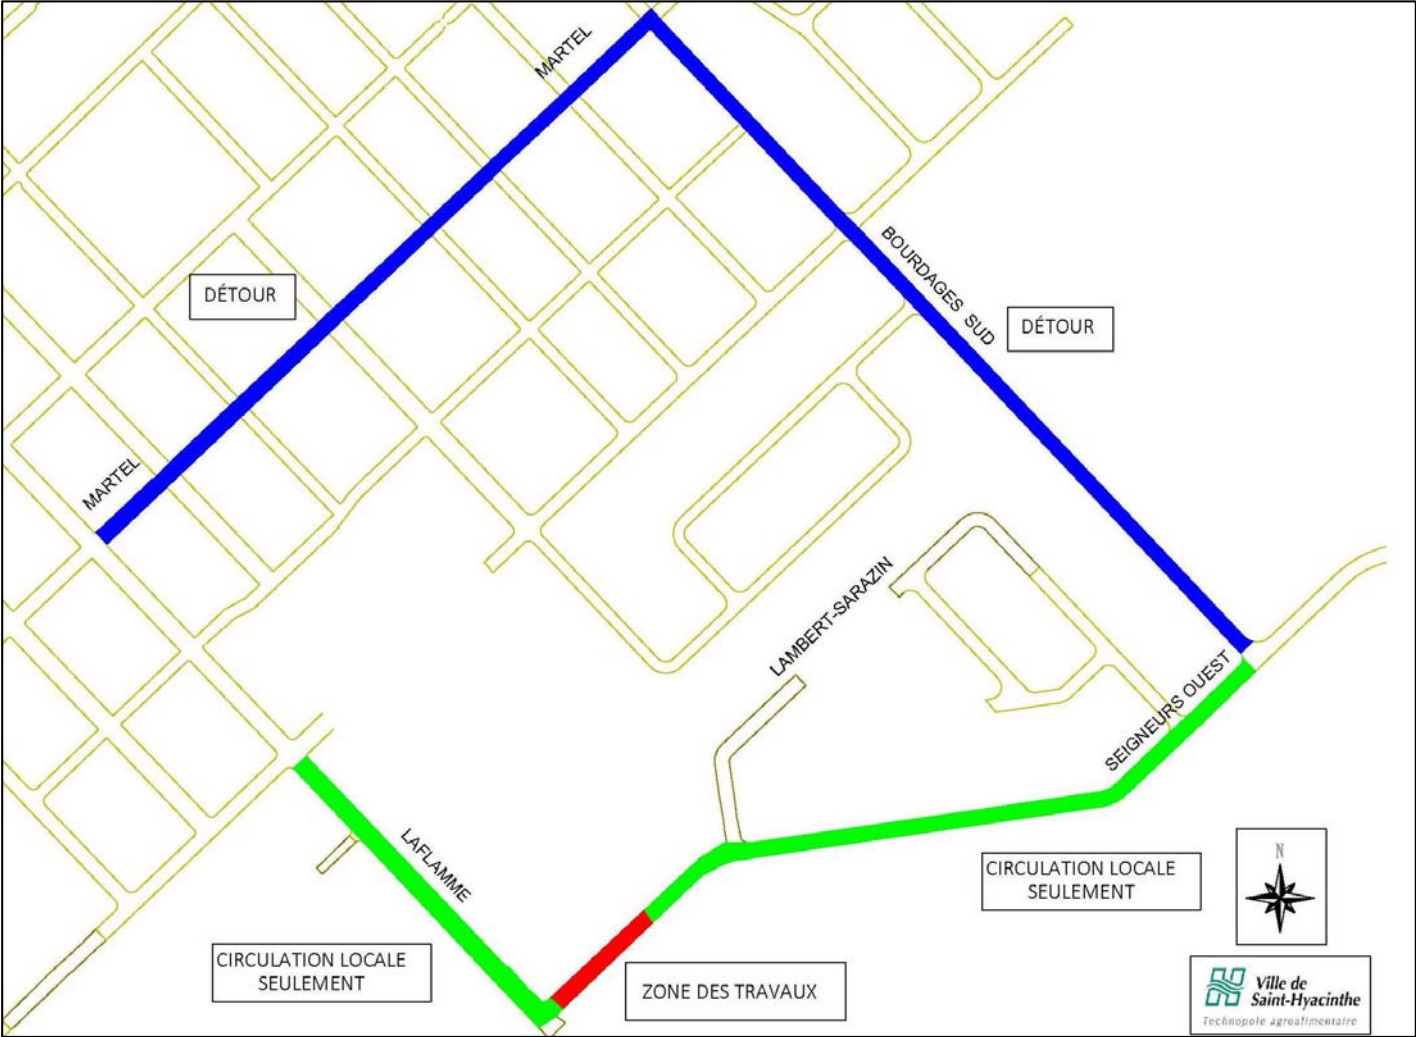 MARTEL
BOURDAGES SUD
DÉTOUR
DÉTOUR
MARTEL
LAMBERT-SARAZIN
SEIGNEURS OUEST
LAFLAMME
CIRCULATION LOCALE
SEULEMENT
N
CIRCULATION LOCALE
SEULEMENT
ZONE DES TRAVAUX
Ville de
Saint-Hyacinthe
Technopole agroalimentaire